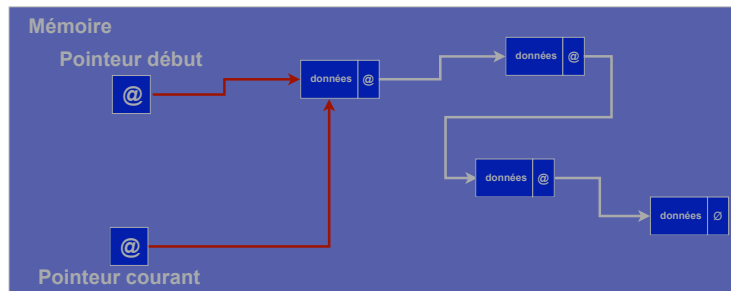 Mémoire
Pointeur début
@
données @
données @
données @
données Ø
@
Pointeur courant